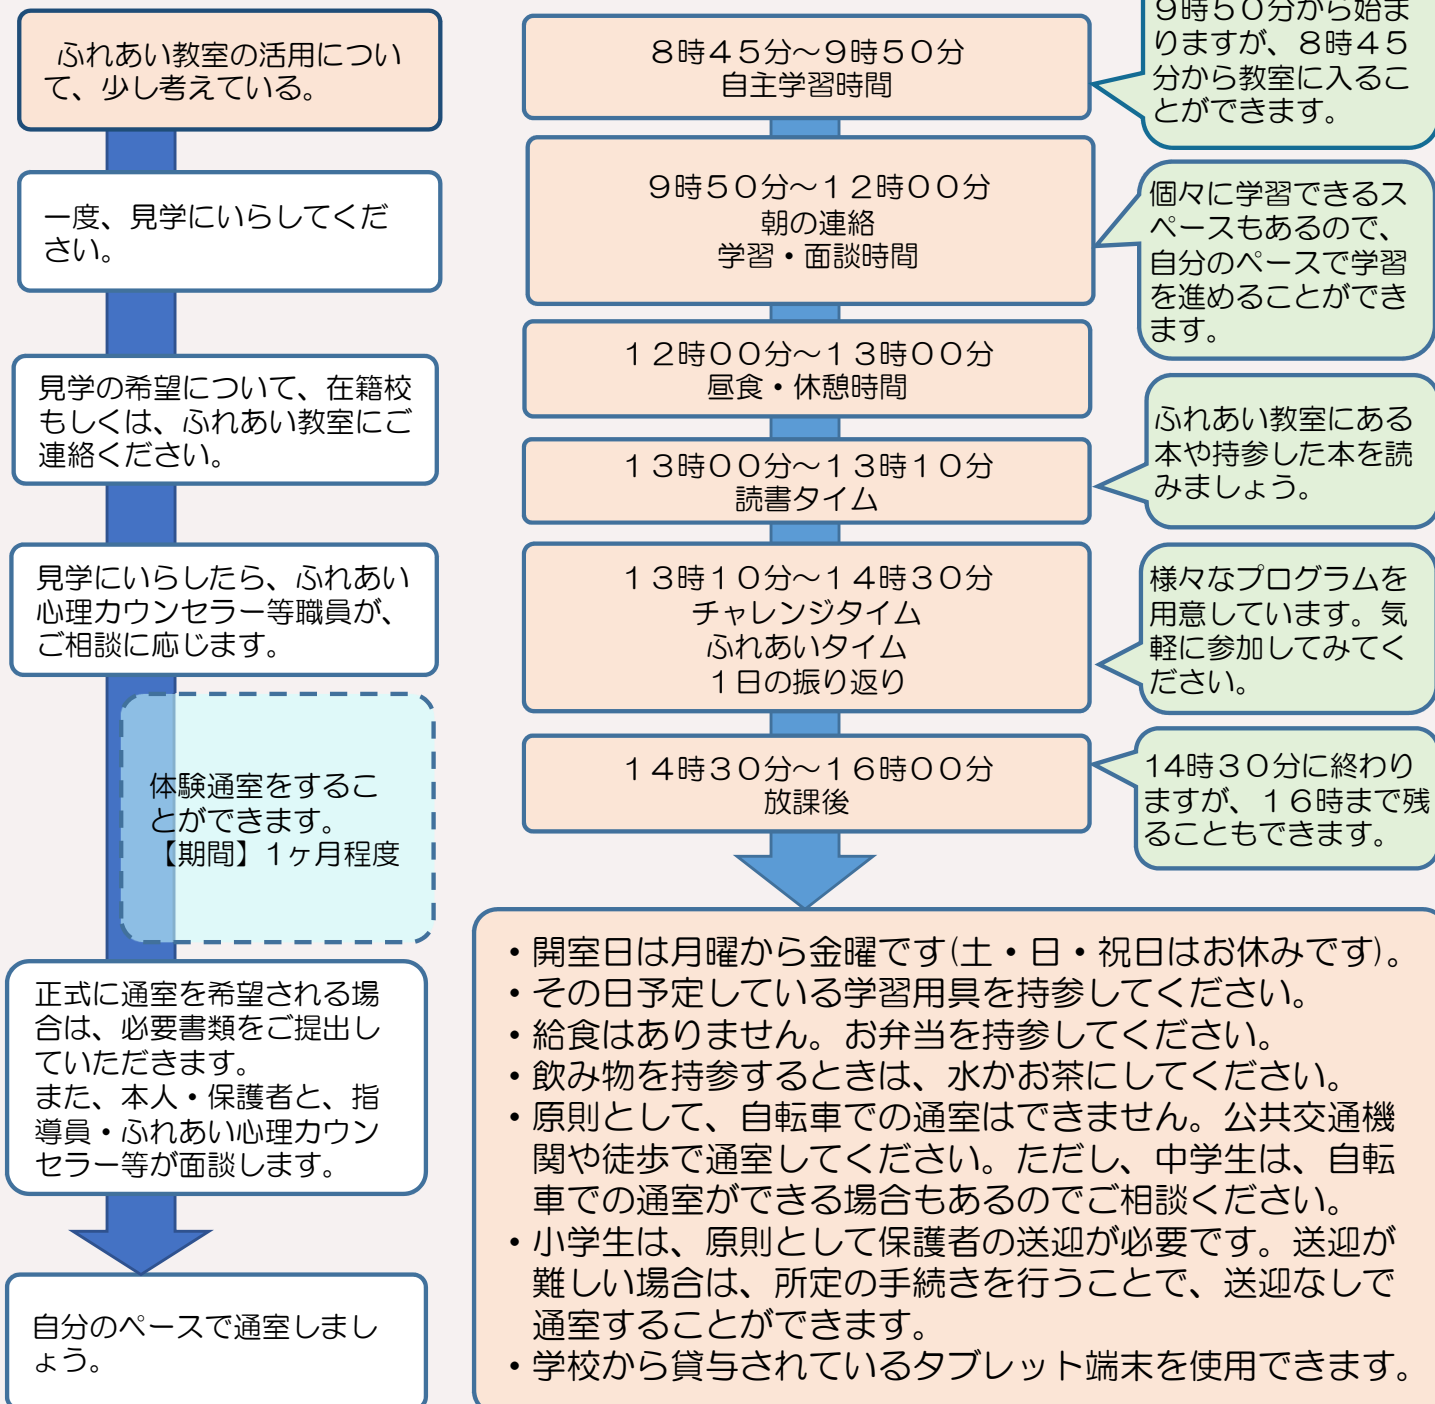 ふれあい教室の活用につい
て、少し考えている。
一度、見学にいらしてくだ
さい。
見学の希望について、在籍校
もしくは、ふれあい教室にご
連絡ください。
見学にいらしたら、ふれあい
心理カウンセラー等職員が、
ご相談に応じます。
体験通室をするこ
とができます。
【期間】1ヶ月程度
正式に通室を希望される場
合は、必要書類をご提出し
ていただきます。
また、本人・保護者と、指
導員・ふれあい心理カウン
セラー等が面談します。
自分のペースで通室しまし
ょう。
8時45分～9時50分
自主学習時間
9時50分から始ま
りますが、8時45
分から教室に入るこ
とができます。
9時50分～12時00分
朝の連絡
学習・面談時間
個々に学習できるス
ペースもあるので、
自分のペースで学習
を進めることができ
ます。
12時00分～13時00分
昼食・休憩時間
13時00分～13時10分
読書タイム
ふれあい教室にある
本や持参した本を読
みましょう。
13時10分～14時30分
チャレンジタイム
ふれあいタイム
1日の振り返り
様々なプログラムを
用意しています。気
軽に参加してみてく
ださい。
14時30分～16時00分
放課後
14時30分に終わり
ますが、16時まで残
ることもできます。
・開室日は月曜から金曜です(土・日・祝日はお休みです)。
・その日予定している学習用具を持参してください。
・給食はありません。お弁当を持参してください。
・飲み物を持参するときは、水かお茶にしてください。
・原則として、自転車での通室はできません。公共交通機
関や徒歩で通室してください。ただし、中学生は、自転
車での通室ができる場合もあるのでご相談ください。
・小学生は、原則として保護者の送迎が必要です。送迎が
難しい場合は、所定の手続きを行うことで、送迎なしで
通室することができます。
・学校から貸与されているタブレット端末を使用できます。